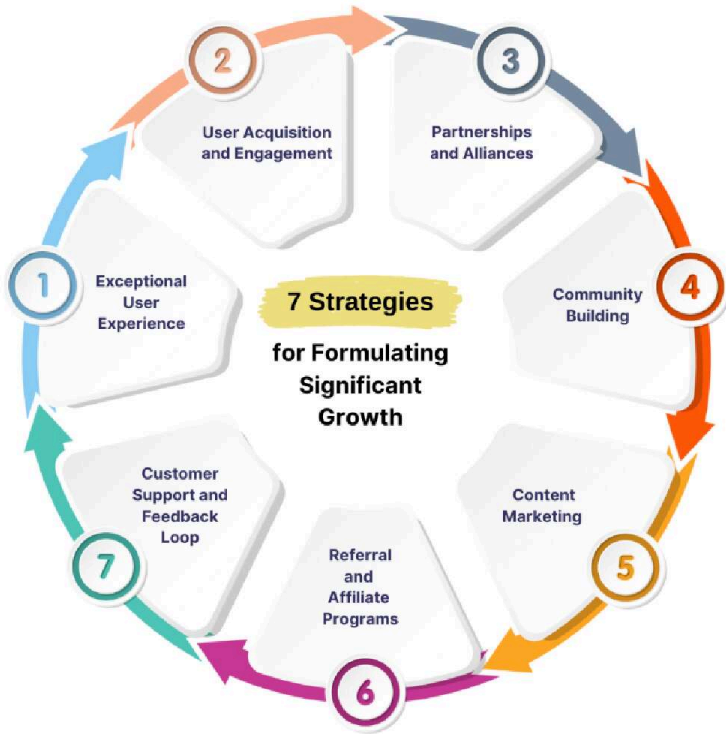 7 Strategies
for Formulating
Significant
Growth
1
Exceptional
User
Experience
2
User Acquisition
and Engagement
3
Partnerships
and Alliances
4
Community
Building
5
Content
Marketing
6
Referral
and
Affiliate
Programs
7
Customer
Support and
Feedback
Loop